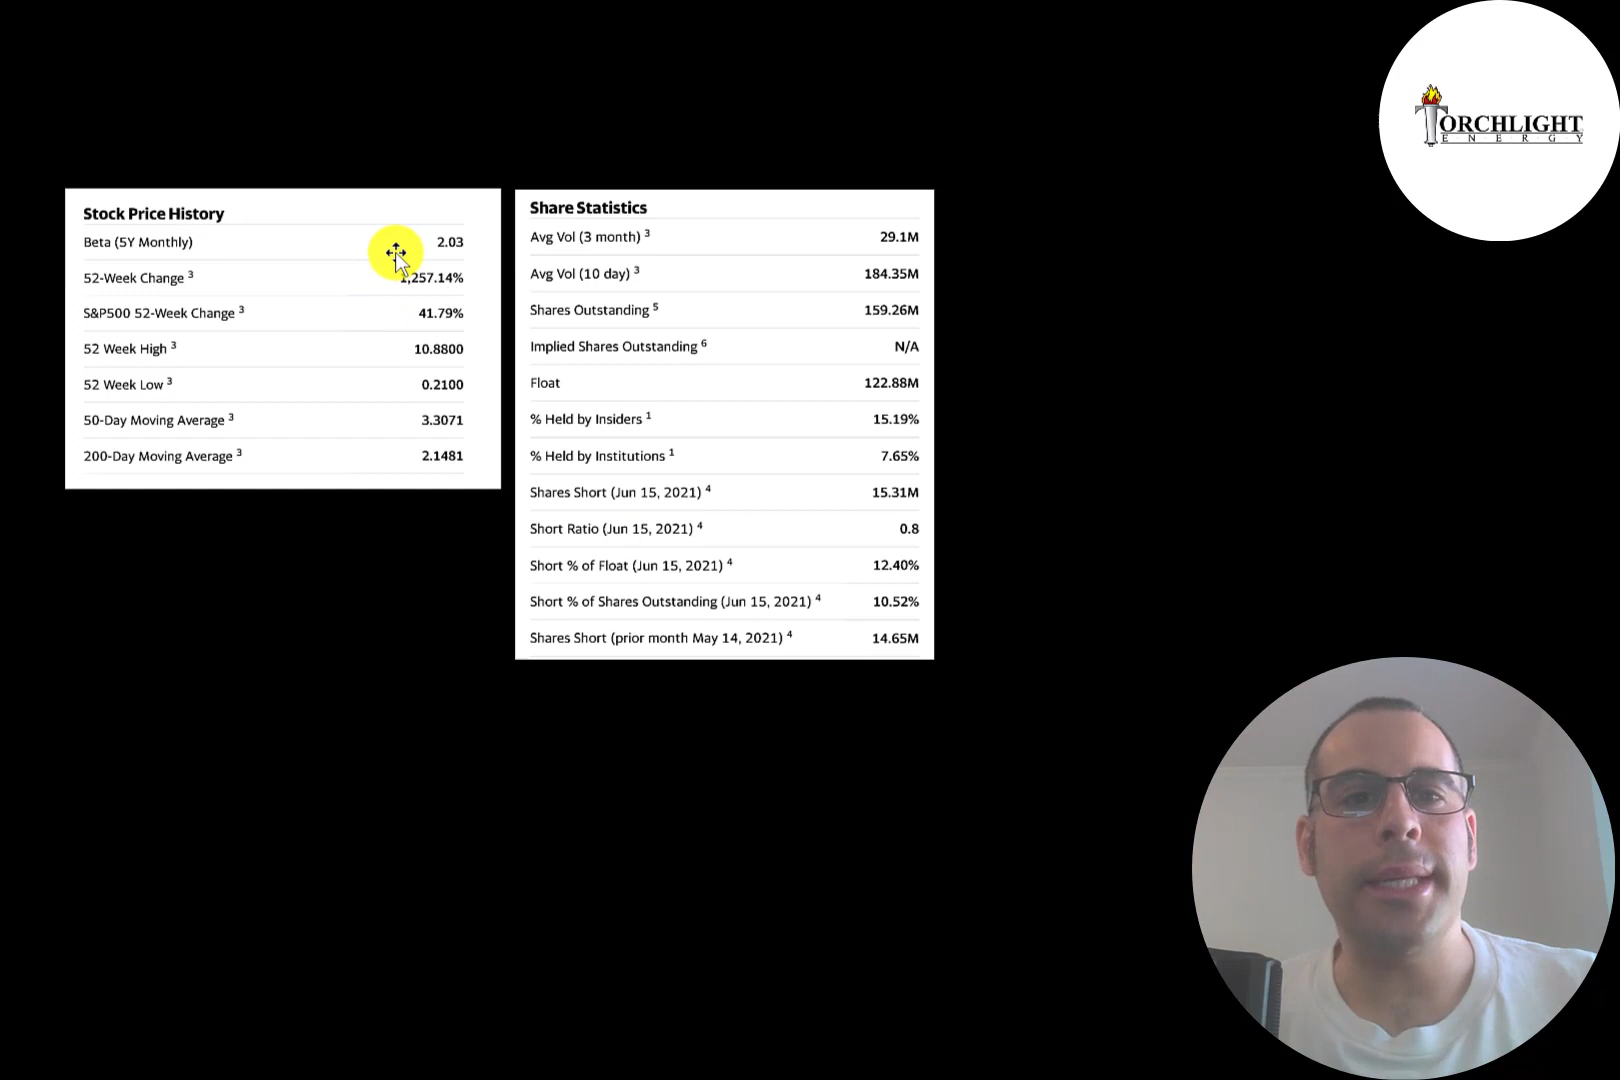 TORCHLIGHT
ENERGY
Stock Price History
Beta (5Y Monthly) 2.03
52-Week Change 3 1,257.14%
S&P500 52-Week Change 3 41.79%
52 Week High 3 10.8800
52 Week Low 3 0.2100
50-Day Moving Average 3 3.3071
200-Day Moving Average 3 2.1481
Share Statistics
Avg Vol (3 month) 3 29.1M
Avg Vol (10 day) 3 184.35M
Shares Outstanding 5 159.26M
Implied Shares Outstanding 6 N/A
Float 122.88M
% Held by Insiders 1 15.19%
% Held by Institutions 1 7.65%
Shares Short (Jun 15, 2021) 4 15.31M
Short Ratio (Jun 15, 2021) 4 0.8
Short % of Float (Jun 15, 2021) 4 12.40%
Short % of Shares Outstanding (Jun 15, 2021) 4 10.52%
Shares Short (prior month May 14, 2021) 4 14.65M